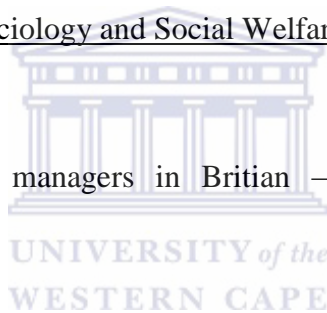 ciology and Social Welfar
managers in Britian –
UNIVERSITY of the
WESTERN CAPE